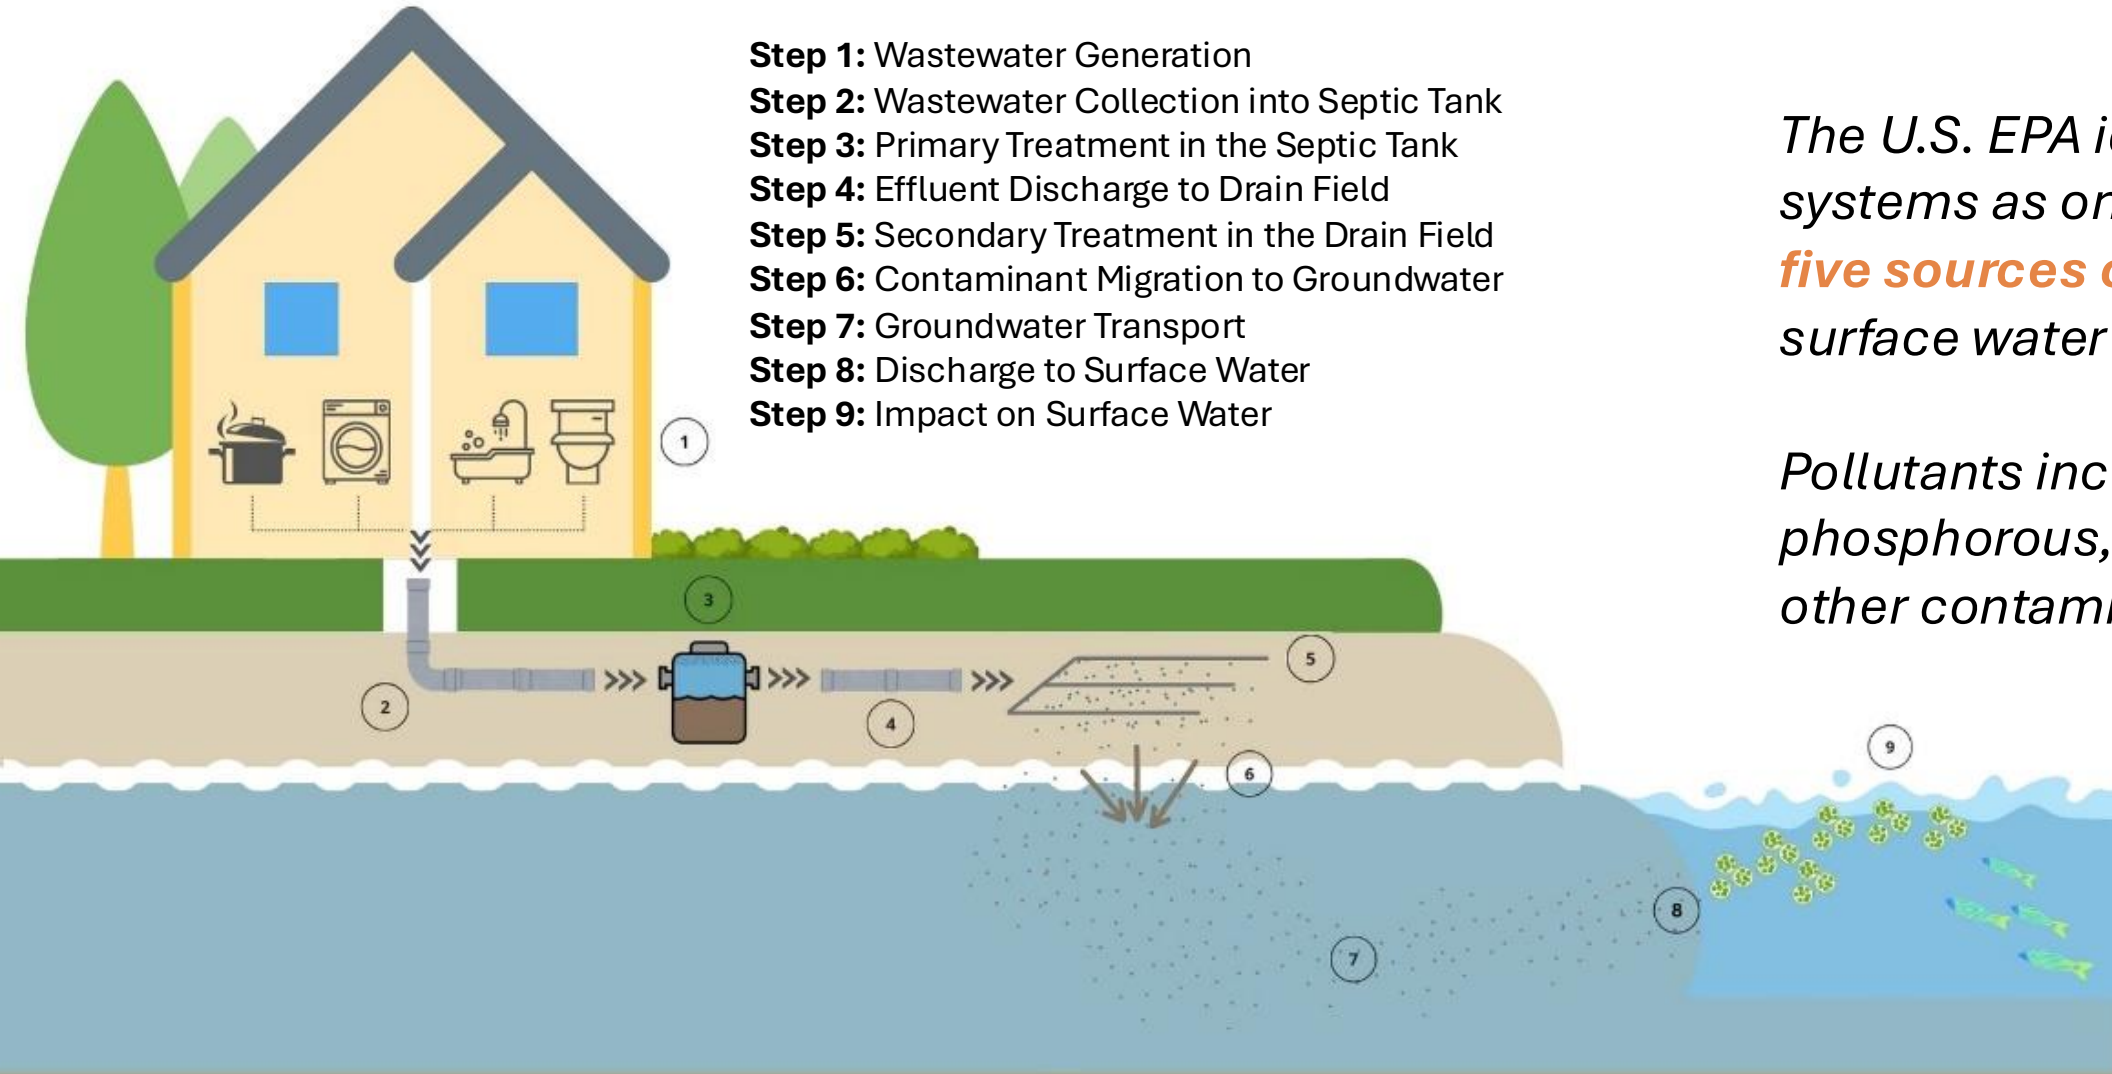 Step 1: Wastewater Generation
Step 2: Wastewater Collection into Septic Tank
Step 3: Primary Treatment in the Septic Tank
Step 4: Effluent Discharge to Drain Field
Step 5: Secondary Treatment in the Drain Field
Step 6: Contaminant Migration to Groundwater
Step 7: Groundwater Transport
Step 8: Discharge to Surface Water
Step 9: Impact on Surface Water
The U.S. EPA
systems as
five sources
surface water
Pollutants
phosphorous,
other
1
3
5
2
4
6
9
8
7